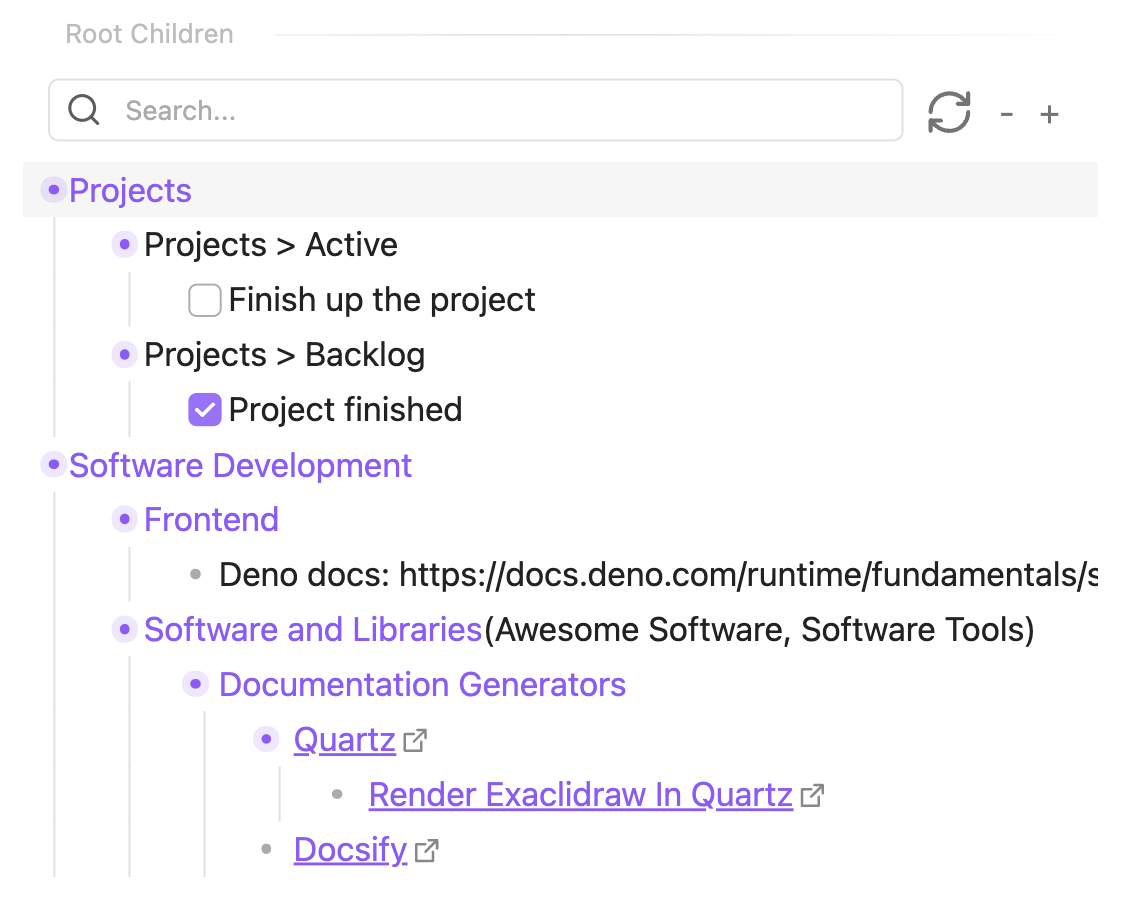 Root Children
Search...
- +
Projects
Projects > Active
Finish up the project
Projects > Backlog
Project finished
Software Development
Frontend
Deno docs: https://docs.deno.com/runtime/fundamentals/s
Software and Libraries(Awesome Software, Software Tools)
Documentation Generators
Quartz
Render Exaclidraw In Quartz
Docsify